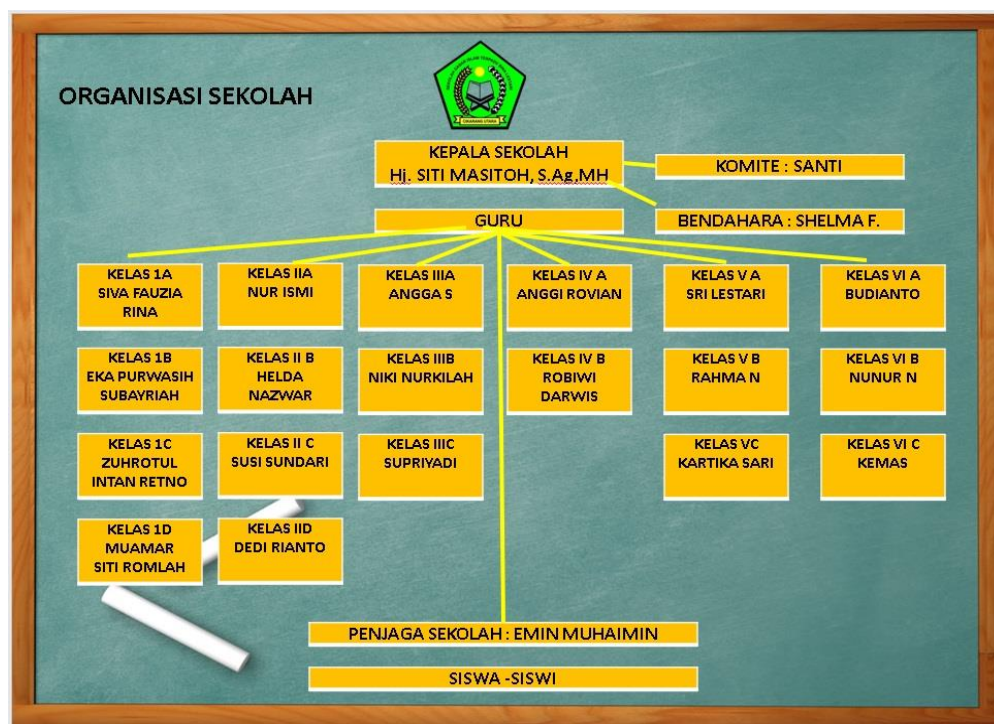 ORGANISASI SEKOLAH
CIKARANG UTARA
KEPALA SEKOLAH
Hj. SITI MASITOH, S.Ag,MH
KOMITE : SANTI
GURU
BENDAHARA : SHELMA F.
KELAS 1A
SIVA FAUZIA
RINA
KELAS IIA
NUR ISMI
KELAS IIIA
ANGGA S
KELAS IV A
ANGGI ROVIAN
KELAS V A
SRI LESTARI
KELAS VI A
BUDIANTO
KELAS 1B
EKA PURWASIH
SUBAYRIAH
KELAS II B
HELDA
NAZWAR
KELAS IIIB
NIKI NURKILAH
KELAS IV B
ROBIWI
DARWIS
KELAS V B
RAHMA N
KELAS VI B
NUNUR N
KELAS 1C
ZUHROTUL
INTAN RETNO
KELAS II C
SUSI SUNDARI
KELAS IIIC
SUPRIYADI
KELAS VC
KARTIKA SARI
KELAS VI C
KEMAS
KELAS 1D
MUAMAR
SITI ROMLAH
KELAS IID
DEDI RIANTO
PENJAGA SEKOLAH : EMIN MUHAIMIN
SISWA -SISWI